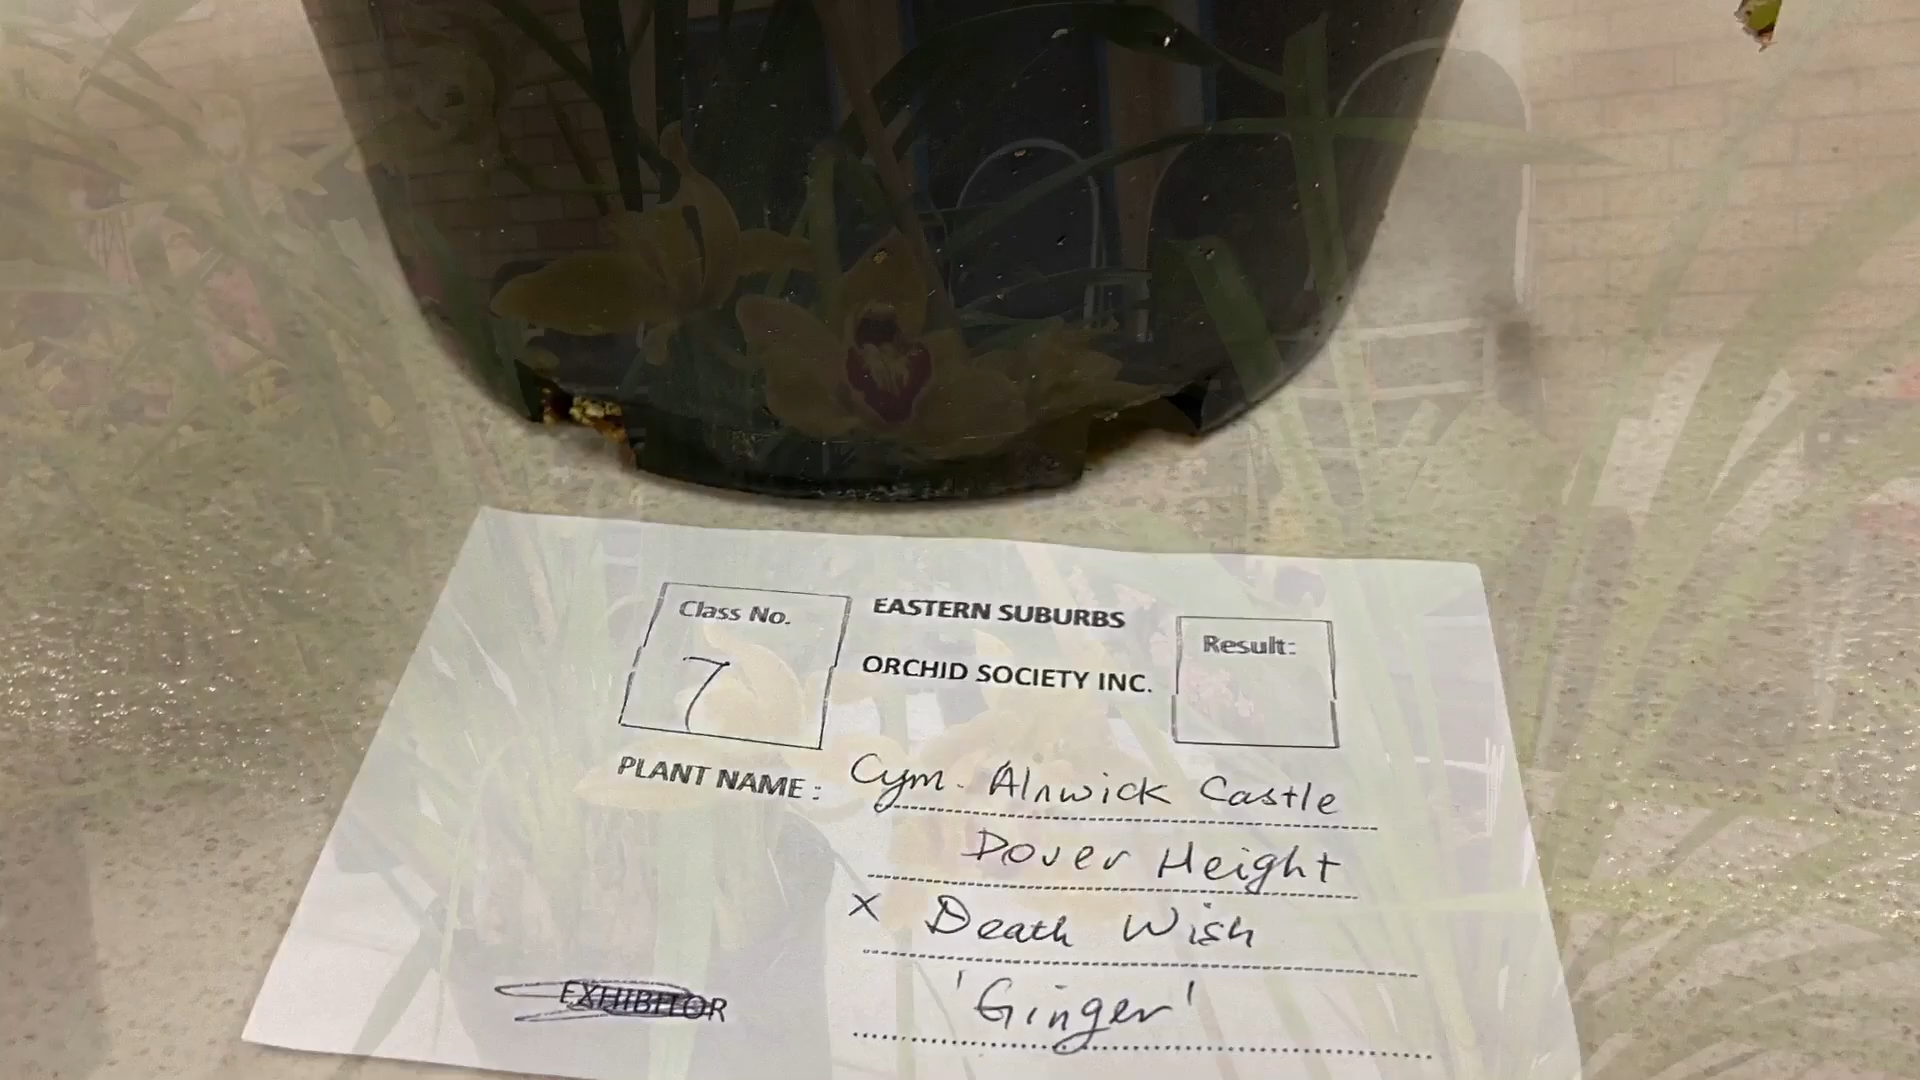 Class No.
7
EASTERN SUBURBS
ORCHID SOCIETY INC.
Result:
PLANT NAME : Cym. Alnwick Castle
Dover Height
x Death Wish
'Ginger'
EXHIBITOR